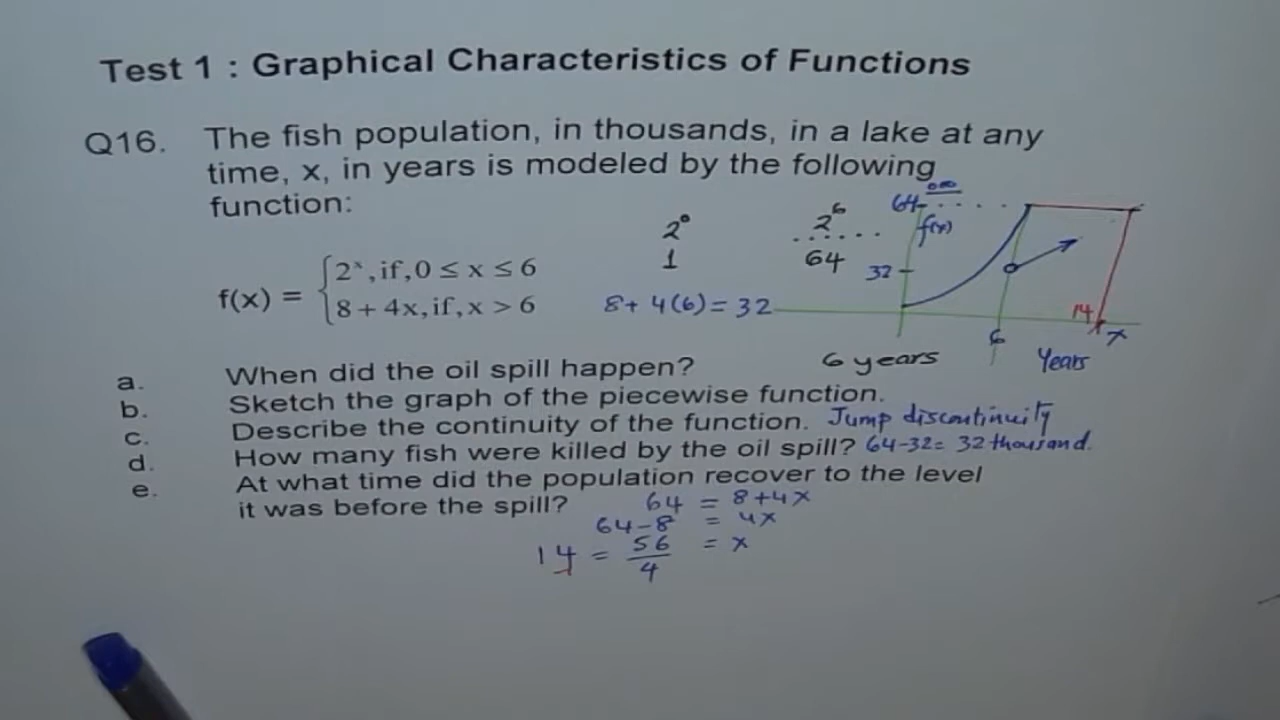 Test 1 : Graphical Characteristics of Functions
Q16. The fish population, in thousands, in a lake at any
time, x, in years is modeled by the following
function:
000
64
f(x)
2⁰
2⁶
1
64
32
f(x) = { 2ˣ, if, 0 ≤ x ≤ 6
8 + 4x, if, x > 6
8 + 4(6) = 32
14
x
6
Years
a. When did the oil spill happen? 6 years
b. Sketch the graph of the piecewise function.
c. Describe the continuity of the function. Jump discontinuity
d. How many fish were killed by the oil spill? 64-32= 32 thousand.
e. At what time did the population recover to the level
it was before the spill? 64 = 8+4x
64-8 = 4x
14 = 56/4 = x